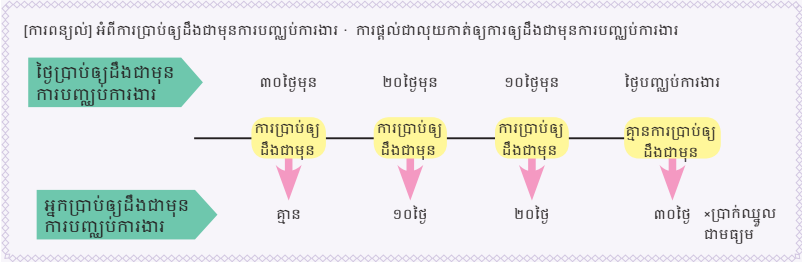 [ការពន្យល់] អំពីការប្រាប់ឲ្យដឹងជាមុនការបញ្ឈប់ការងារ · ការផ្ដល់ជាលុយកាត់ឲ្យការឲ្យដឹងជាមុនការបញ្ឈប់ការងារ
ថ្ងៃប្រាប់ឲ្យដឹងជាមុន
ការបញ្ឈប់ការងារ
៣០ថ្ងៃមុន
២០ថ្ងៃមុន
១០ថ្ងៃមុន
ថ្ងៃបញ្ឈប់ការងារ
ការប្រាប់ឲ្យ
ដឹងជាមុន
ការប្រាប់ឲ្យ
ដឹងជាមុន
ការប្រាប់ឲ្យ
ដឹងជាមុន
គ្មានការប្រាប់ឲ្យ
ដឹងជាមុន
អ្នកប្រាប់ឲ្យដឹងជាមុន
ការបញ្ឈប់ការងារ
គ្មាន
១០ថ្ងៃ
២០ថ្ងៃ
៣០ថ្ងៃ
×ប្រាក់ឈ្នួល
ជាមធ្យម